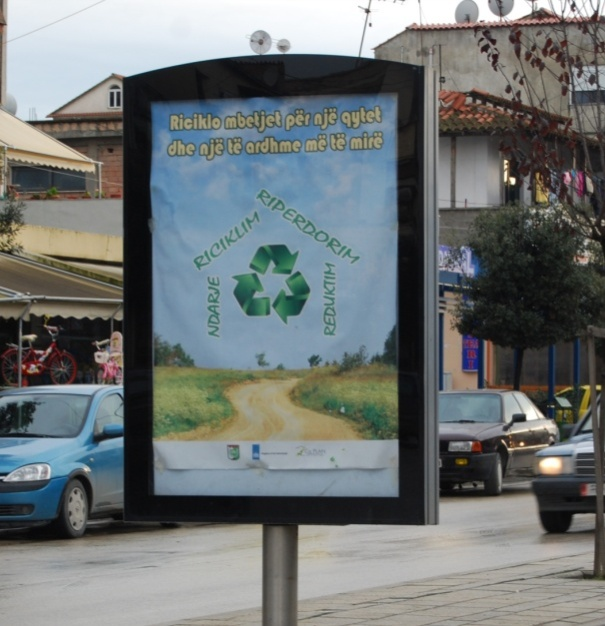 Riciklo mbetjet për një qytet
dhe një të ardhme më të mirë
NDARJE
RICIKLIM
RIPERDORIM
REDUKTIM